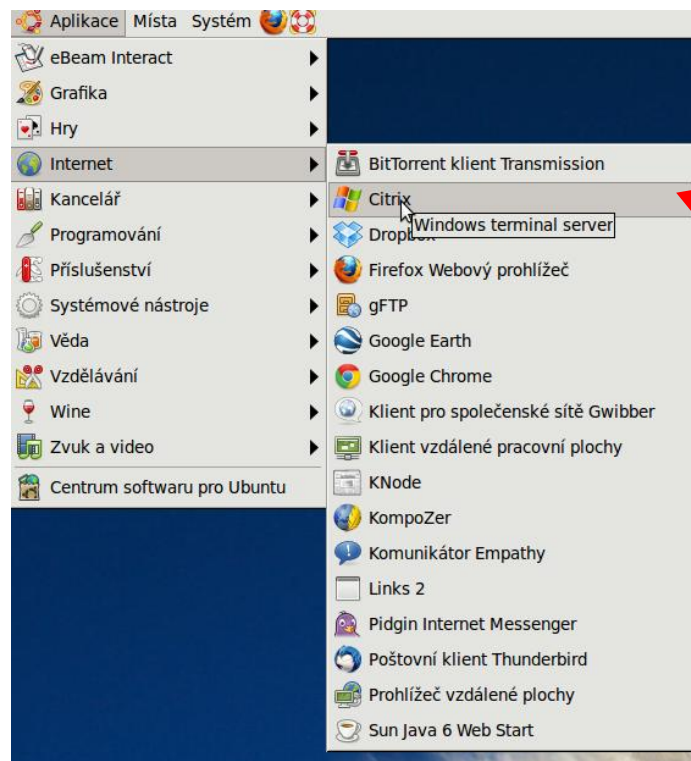 Aplikace Místa Systém
eBeam Interact
Grafika
Hry
Internet
Kancelář
Programování
Příslušenství
Systémové nástroje
Věda
Vzdělávání
Wine
Zvuk a video
Centrum softwaru pro Ubuntu
BitTorrent klient Transmission
Citrix
Windows terminal server
Dropbox
Firefox Webový prohlížeč
gFTP
Google Earth
Google Chrome
Klient pro společenské sítě Gwibber
Klient vzdálené pracovní plochy
KNode
KompoZer
Komunikátor Empathy
Links 2
Pidgin Internet Messenger
Poštovní klient Thunderbird
Prohlížeč vzdálené plochy
Sun Java 6 Web Start